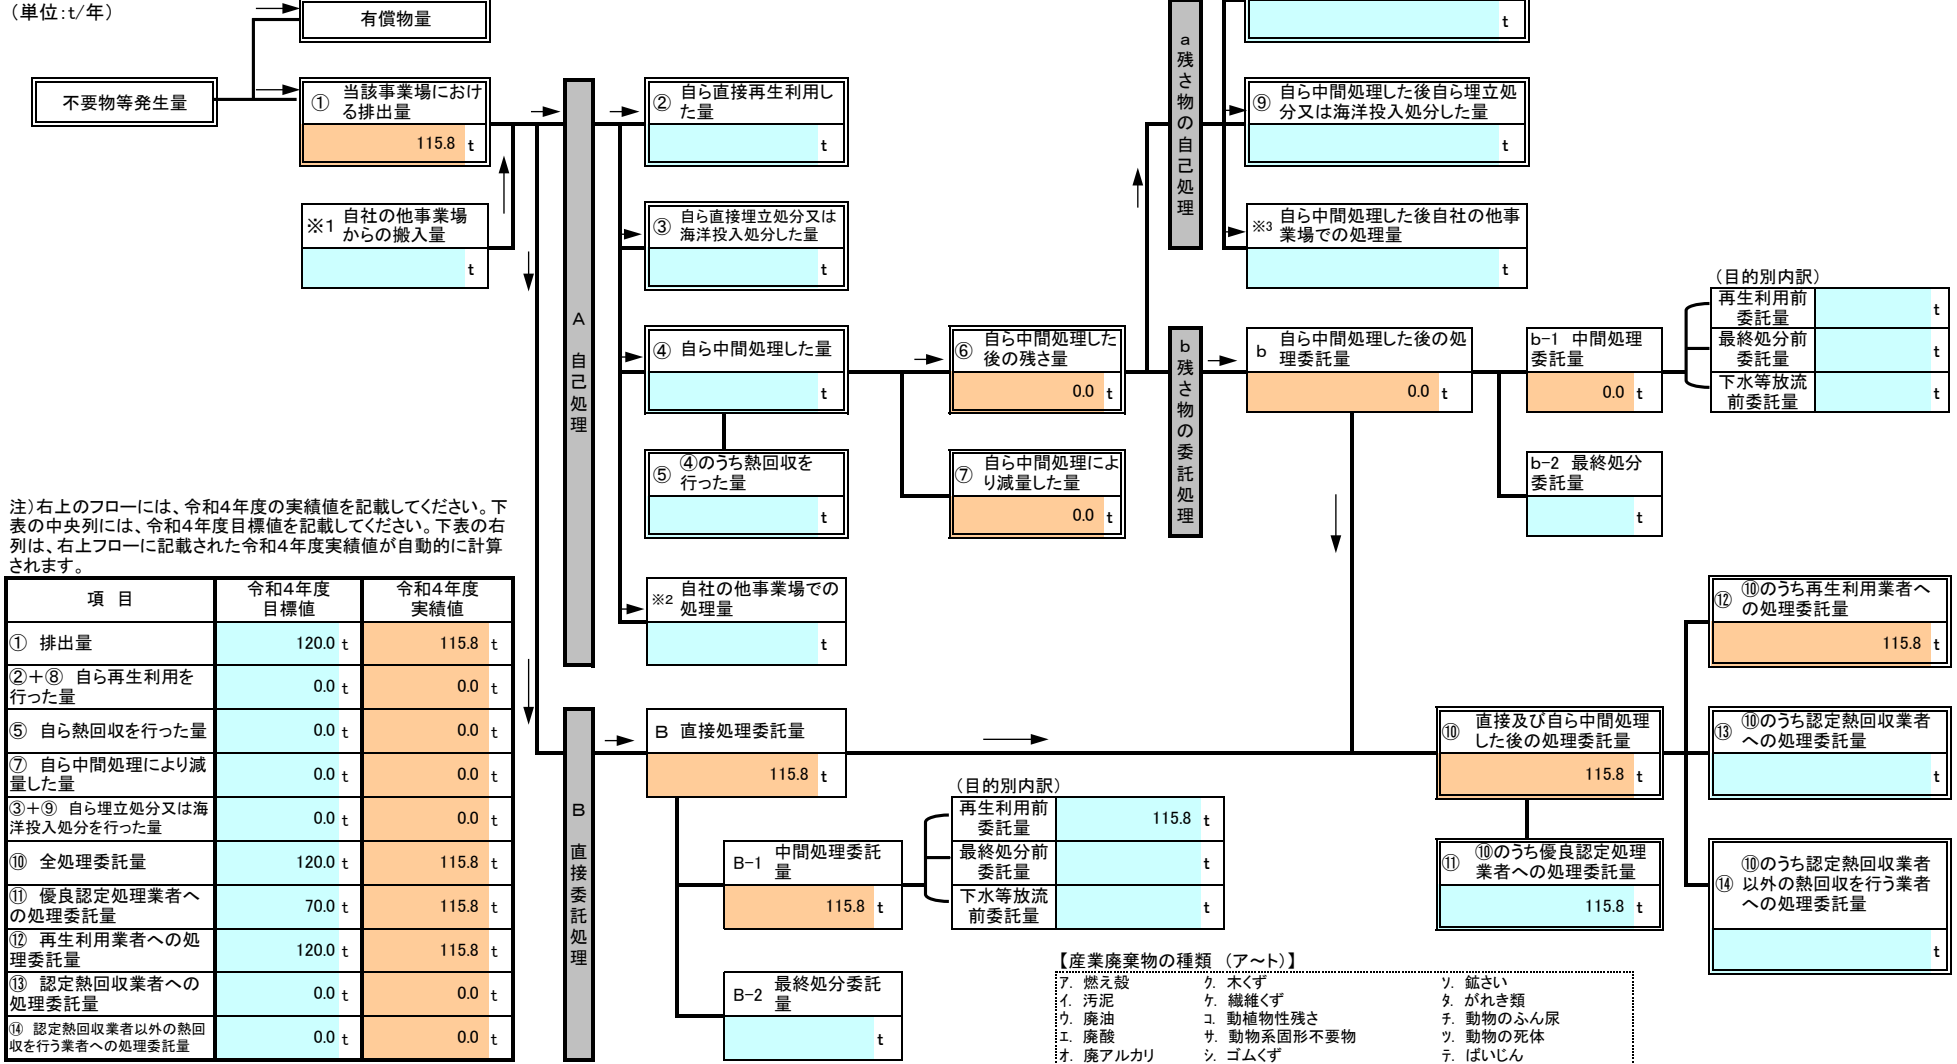 （単位：t/年）
有償物量
不要物等発生量
① 当該事業場におけ
る排出量
115.8 t
※1 自社の他事業場
からの搬入量
t
A 自己処理
② 自ら直接再生利用し
た量
t
③ 自ら直接埋立処分又は
海洋投入処分した量
t
④ 自ら中間処理した量
t
⑤ ④のうち熱回収を
行った量
t
※2 自社の他事業場での
処理量
t
⑥ 自ら中間処理した
後の残さ量
0.0 t
⑦ 自ら中間処理によ
り減量した量
0.0 t
a 残さ物の自己処理
t
⑨ 自ら中間処理した後自ら埋立処
分又は海洋投入処分した量
t
※3 自ら中間処理した後自社の他事
業場での処理量
t
b 残さ物の委託処理
b 自ら中間処理した後の処
理委託量
0.0 t
b-1 中間処理
委託量
0.0 t
b-2 最終処分
委託量
t
（目的別内訳）
再生利用前
委託量
t
最終処分前
委託量
t
下水等放流
前委託量
t
注）右上のフローには、令和4年度の実績値を記載してください。下
表の中央列には、令和4年度目標値を記載してください。下表の右
列は、右上フローに記載された令和4年度実績値が自動的に計算
されます。
項 目 令和4年度
目標値 令和4年度
実績値
① 排出量 120.0 t 115.8 t
②＋⑧ 自ら再生利用を
行った量 0.0 t 0.0 t
⑤ 自ら熱回収を行った量 0.0 t 0.0 t
⑦ 自ら中間処理により減
量した量 0.0 t 0.0 t
③＋⑨ 自ら埋立処分又は海
洋投入処分を行った量 0.0 t 0.0 t
⑩ 全処理委託量 120.0 t 115.8 t
⑪ 優良認定処理業者へ
の処理委託量 70.0 t 115.8 t
⑫ 再生利用業者への処
理委託量 120.0 t 115.8 t
⑬ 認定熱回収業者への
処理委託量 0.0 t 0.0 t
⑭ 認定熱回収業者以外の熱回
収を行う業者への処理委託量 0.0 t 0.0 t
B 直接委託処理
B 直接処理委託量
115.8 t
B-1 中間処理委託
量
115.8 t
B-2 最終処分委託
量
t
（目的別内訳）
再生利用前
委託量
115.8 t
最終処分前
委託量
t
下水等放流
前委託量
t
⑩ 直接及び自ら中間処理
した後の処理委託量
115.8 t
⑪ ⑩のうち優良認定処理
業者への処理委託量
115.8 t
⑫ ⑩のうち再生利用業者へ
の処理委託量
115.8 t
⑬ ⑩のうち認定熱回収業者
への処理委託量
t
⑭ ⑩のうち認定熱回収業者
以外の熱回収を行う業者
への処理委託量
t
【産業廃棄物の種類 （ア～ト）】
ア. 燃え殻 ク. 木くず ソ. 鉱さい
イ. 汚泥 ケ. 繊維くず タ. がれき類
ウ. 廃油 コ. 動植物性残さ チ. 動物のふん尿
エ. 廃酸 サ. 動物系固形不要物 ツ. 動物の死体
オ. 廃アルカリ シ. ゴムくず テ. ばいじん